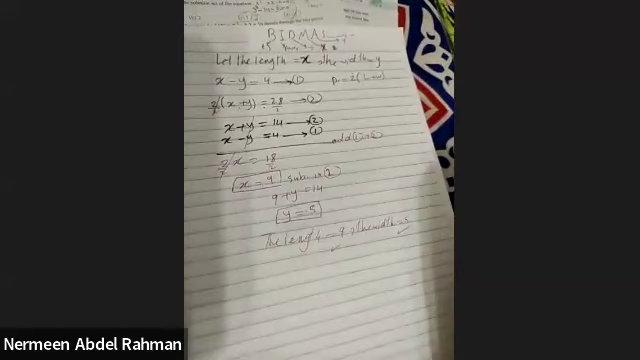 BIDMAS
Let the length = x , the width = y
x - y = 4 → ① P = 2(L + w)
2/2 (x + y) = 28/2 → ②
x + y = 14 → ②
x - y = 4 → ①
add ① + ②
2/2 x = 18/2
x = 9 sub in ②
9 + y = 14
y = 5
The length = 9 , the width = 5
Nermeen Abdel Rahman